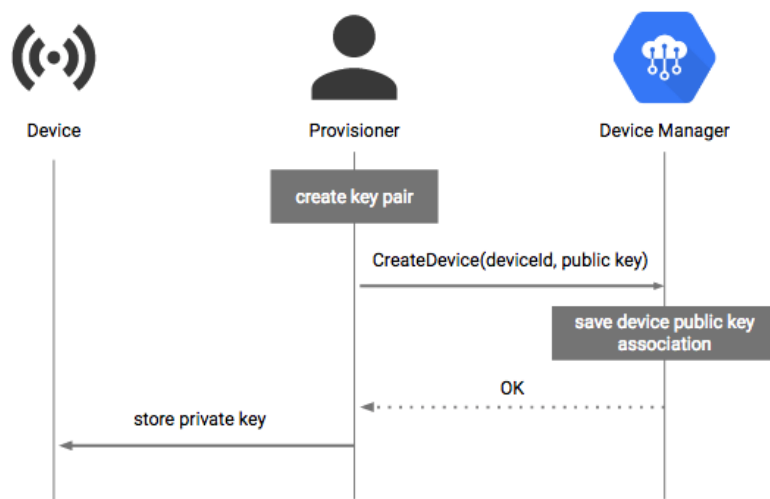 Device
Provisioner
Device Manager
create key pair
CreateDevice(deviceId, public key)
save device public key
association
OK
store private key